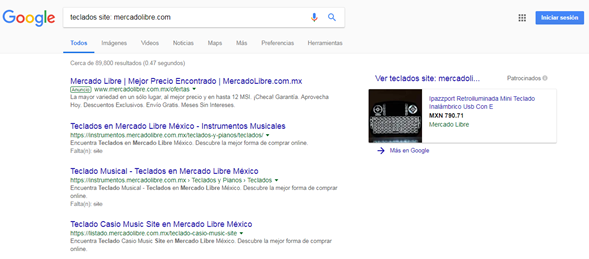 Google
teclados site: mercadolibre.com
Iniciar sesión
Todos Imágenes Videos Noticias Maps Más Preferencias Herramientas
Cerca de 89,800 resultados (0.47 segundos)
Mercado Libre | Mejor Precio Encontrado | MercadoLibre.com.mx
Anuncio www.mercadolibre.com.mx/ofertas
La mayor variedad en un sólo lugar, al mejor precio y en hasta 12 MSI. ¡Checa! Garantía. Aprovecha
Hoy. Descuentos Exclusivos. Envío Gratis. Meses Sin Intereses.
Teclados en Mercado Libre México - Instrumentos Musicales
https://instrumentos.mercadolibre.com.mx/teclados-y-pianos/teclados/
Encuentra Teclados en Mercado Libre México. Descubre la mejor forma de comprar online.
Falta(n): site
Teclado Musical - Teclados en Mercado Libre México
https://instrumentos.mercadolibre.com.mx › Teclados y Pianos › Teclados
Encuentra Teclado Musical - Teclados en Mercado Libre México. Descubre la mejor forma de comprar
online.
Falta(n): site
Teclado Casio Music Site en Mercado Libre México
https://listado.mercadolibre.com.mx/teclado-casio-music-site
Encuentra Teclado Casio Music Site en Mercado Libre México. Descubre la mejor forma de comprar
online.
Ver teclados site: mercadoli...
Patrocinados
Ipazzport Retroiluminada Mini Teclado
Inalámbrico Usb Con E
MXN 790.71
Mercado Libre
Más en Google